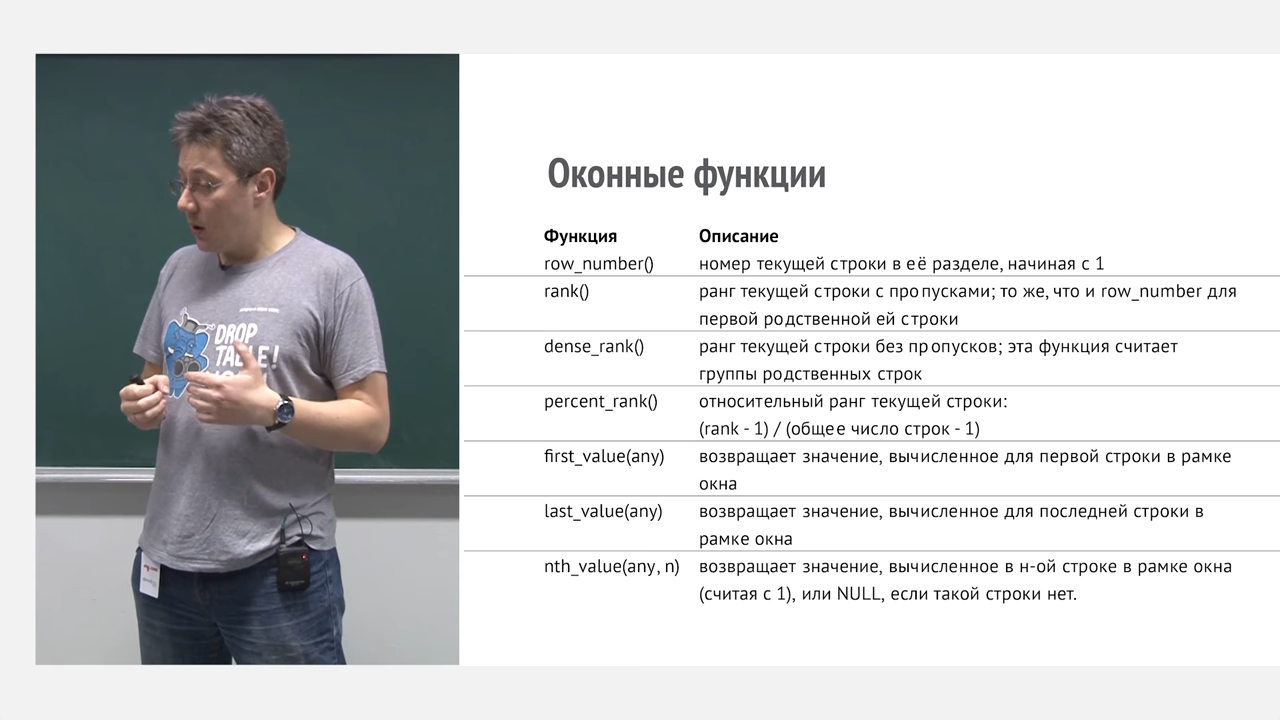 Оконные функции
Функция Описание
row_number() номер текущей строки в её разделе, начиная с 1
rank() ранг текущей строки с пропусками; то же, что и row_number для
первой родственной ей строки
dense_rank() ранг текущей строки без пропусков; эта функция считает
группы родственных строк
percent_rank() относительный ранг текущей строки:
(rank - 1) / (общее число строк - 1)
first_value(any) возвращает значение, вычисленное для первой строки в рамке
окна
last_value(any) возвращает значение, вычисленное для последней строки в
рамке окна
nth_value(any, n) возвращает значение, вычисленное в н-ой строке в рамке окна
(считая с 1), или NULL, если такой строки нет.
DROP
TABLE!